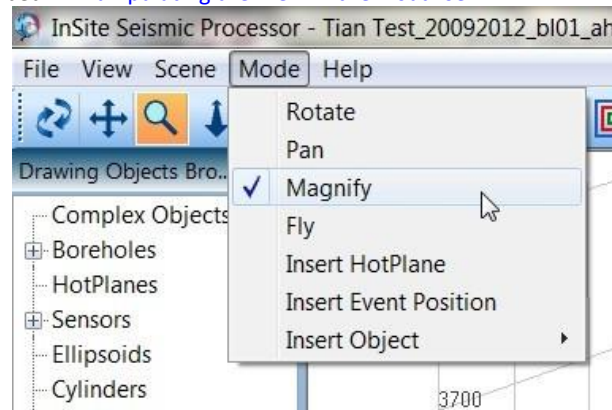 InSite Seismic Processor - Tian Test_20092012_bl01_ah
File View Scene Mode Help
Rotate
Pan
Magnify
Fly
Insert HotPlane
Insert Event Position
Insert Object
Drawing Objects Bro...
Complex Objects
Boreholes
HotPlanes
Sensors
Ellipsoids
Cylinders
3700